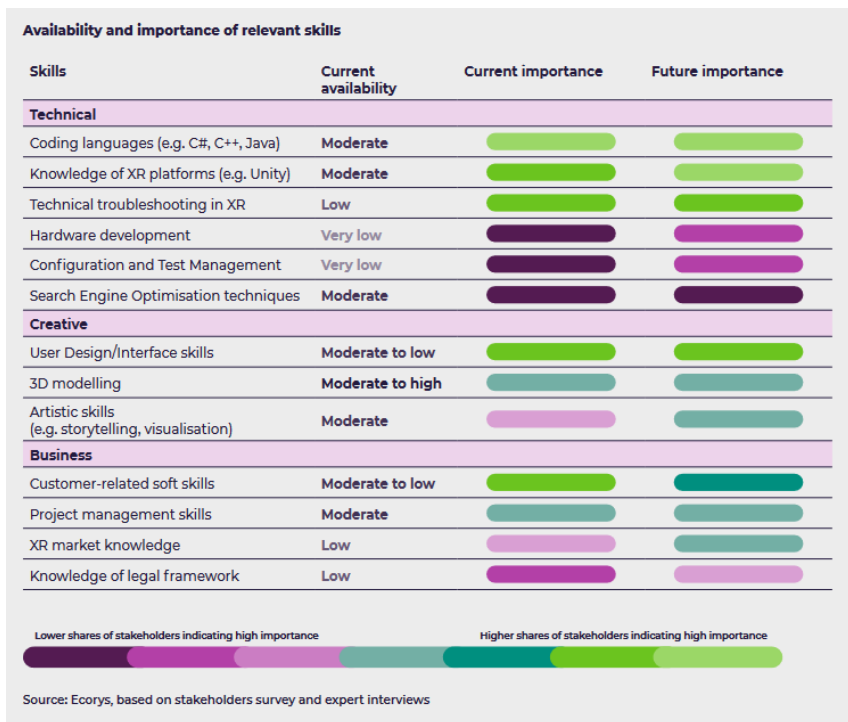 Availability and importance of relevant skills
Skills
Current availability
Current importance
Future importance
Technical
Coding languages (e.g. C#, C++, Java) Moderate
Knowledge of XR platforms (e.g. Unity) Moderate
Technical troubleshooting in XR Low
Hardware development Very low
Configuration and Test Management Very low
Search Engine Optimisation techniques Moderate
Creative
User Design/Interface skills Moderate to low
3D modelling Moderate to high
Artistic skills
(e.g. storytelling, visualisation) Moderate
Business
Customer-related soft skills Moderate to low
Project management skills Moderate
XR market knowledge Low
Knowledge of legal framework Low
Lower shares of stakeholders indicating high importance
Higher shares of stakeholders indicating high importance
Source: Ecorys, based on stakeholders survey and expert interviews